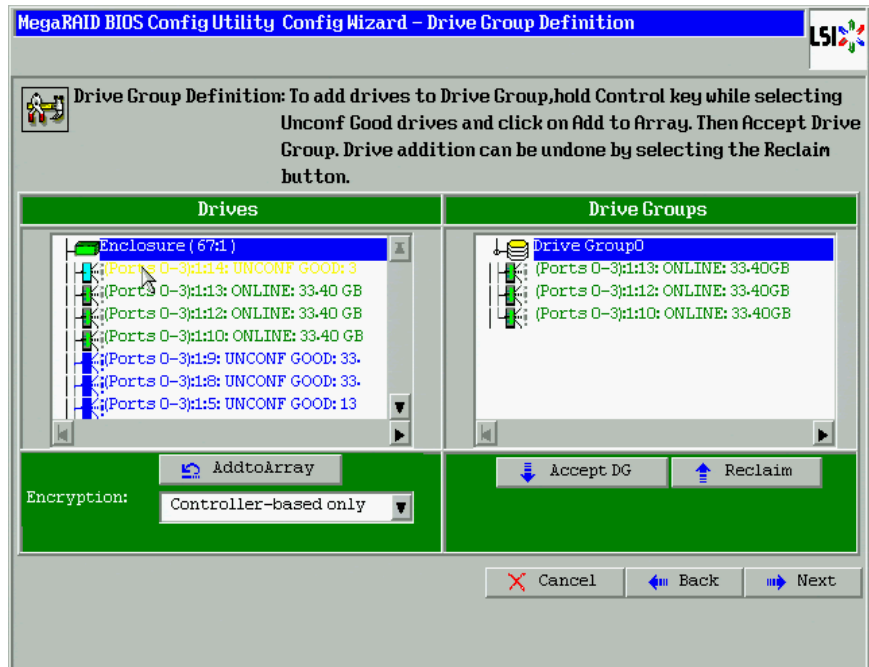 MegaRAID BIOS Config Utility Config Wizard – Drive Group Definition
LSI
Drive Group Definition: To add drives to Drive Group,hold Control key while selecting
Unconf Good drives and click on Add to Array. Then Accept Drive
Group. Drive addition can be undone by selecting the Reclaim
button.
Drives
Enclosure (67:1)
(Ports 0-3):1:14: UNCONF GOOD: 3
(Ports 0-3):1:13: ONLINE: 33.40 GB
(Ports 0-3):1:12: ONLINE: 33.40 GB
(Ports 0-3):1:10: ONLINE: 33.40 GB
(Ports 0-3):1:9: UNCONF GOOD: 33.
(Ports 0-3):1:8: UNCONF GOOD: 33.
(Ports 0-3):1:5: UNCONF GOOD: 13
AddtoArray
Encryption:
Controller-based only
Drive Groups
Drive Group0
(Ports 0-3):1:13: ONLINE: 33.40GB
(Ports 0-3):1:12: ONLINE: 33.40GB
(Ports 0-3):1:10: ONLINE: 33.40GB
Accept DG
Reclaim
Cancel
Back
Next